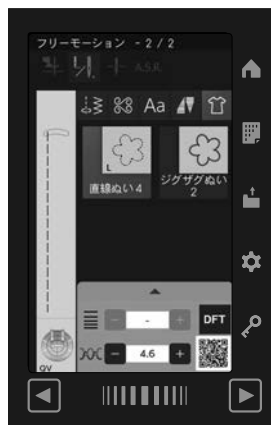 フリーモーション - 2 / 2
A.S.R.
Aa
L
直線ぬい4
ジグザグぬい
2
-
-
+
DFT
-
4.6
+
QV